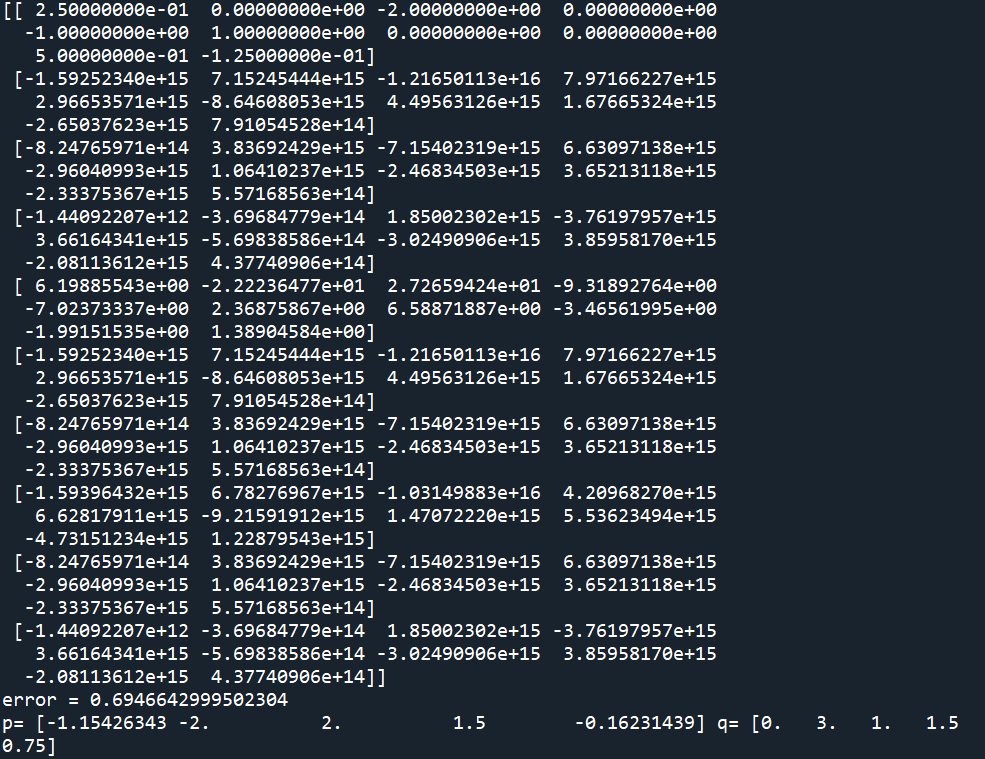 [[ 2.50000000e-01  0.00000000e+00 -2.00000000e+00  0.00000000e+00
  -1.00000000e+00  1.00000000e+00  0.00000000e+00  0.00000000e+00
   5.00000000e-01 -1.25000000e-01]
 [-1.59252340e+15  7.15245444e+15 -1.21650113e+16  7.97166227e+15
   2.96653571e+15 -8.64608053e+15  4.49563126e+15  1.67665324e+15
  -2.65037623e+15  7.91054528e+14]
 [-8.24765971e+14  3.83692429e+15 -7.15402319e+15  6.63097138e+15
  -2.96040993e+15  1.06410237e+15 -2.46834503e+15  3.65213118e+15
  -2.33375367e+15  5.57168563e+14]
 [-1.44092207e+12 -3.69684779e+14  1.85002302e+15 -3.76197957e+15
   3.66164341e+15 -5.69838586e+14 -3.02490906e+15  3.85958170e+15
  -2.08113612e+15  4.37740906e+14]
 [ 6.19885543e+00 -2.22236477e+01  2.72659424e+01 -9.31892764e+00
  -7.02373337e+00  2.36875867e+00  6.58871887e+00 -3.46561995e+00
  -1.99151535e+00  1.38904584e+00]
 [-1.59252340e+15  7.15245444e+15 -1.21650113e+16  7.97166227e+15
   2.96653571e+15 -8.64608053e+15  4.49563126e+15  1.67665324e+15
  -2.65037623e+15  7.91054528e+14]
 [-8.24765971e+14  3.83692429e+15 -7.15402319e+15  6.63097138e+15
  -2.96040993e+15  1.06410237e+15 -2.46834503e+15  3.65213118e+15
  -2.33375367e+15  5.57168563e+14]
 [-1.59396432e+15  6.78276967e+15 -1.03149883e+16  4.20968270e+15
   6.62817911e+15 -9.21591912e+15  1.47072220e+15  5.53623494e+15
  -4.73151234e+15  1.22879543e+15]
 [-8.24765971e+14  3.83692429e+15 -7.15402319e+15  6.63097138e+15
  -2.96040993e+15  1.06410237e+15 -2.46834503e+15  3.65213118e+15
  -2.33375367e+15  5.57168563e+14]
 [-1.44092207e+12 -3.69684779e+14  1.85002302e+15 -3.76197957e+15
   3.66164341e+15 -5.69838586e+14 -3.02490906e+15  3.85958170e+15
  -2.08113612e+15  4.37740906e+14]]
error = 0.6946642999502304
p= [-1.15426343 -2.          2.          1.5        -0.16231439] q= [0.   3.   1.   1.5
0.75]